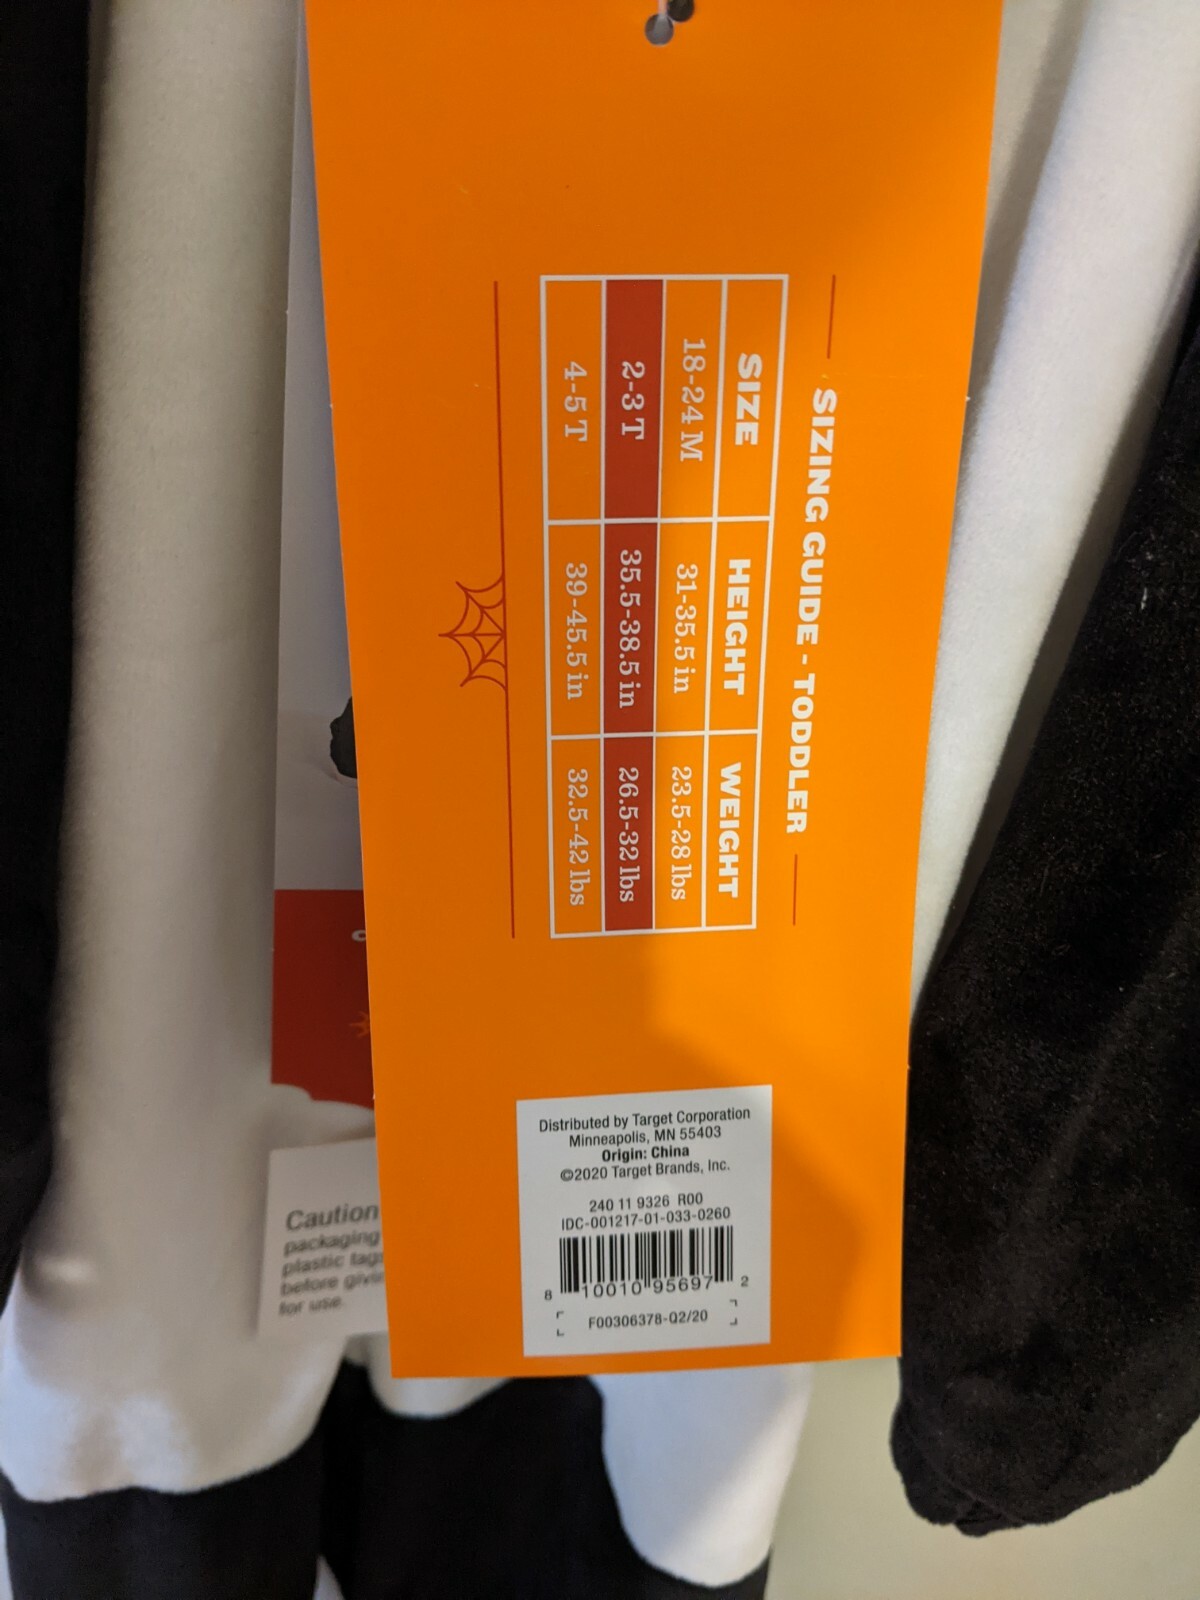 SIZING GUIDE - TODDLER
SIZE HEIGHT WEIGHT
18-24 M 31-35.5 in 23.5-28 lbs
2-3 T 35.5-38.5 in 26.5-32 lbs
4-5 T 39-45.5 in 32.5-42 lbs
Distributed by Target Corporation
Minneapolis, MN 55403
Origin: China
©2020 Target Brands, Inc.
240 11 9326 R00
IDC-001217-01-033-0260
8 10010 95697 2
F00306378-Q2/20
Caution
packaging
plastic tags
before
for use.